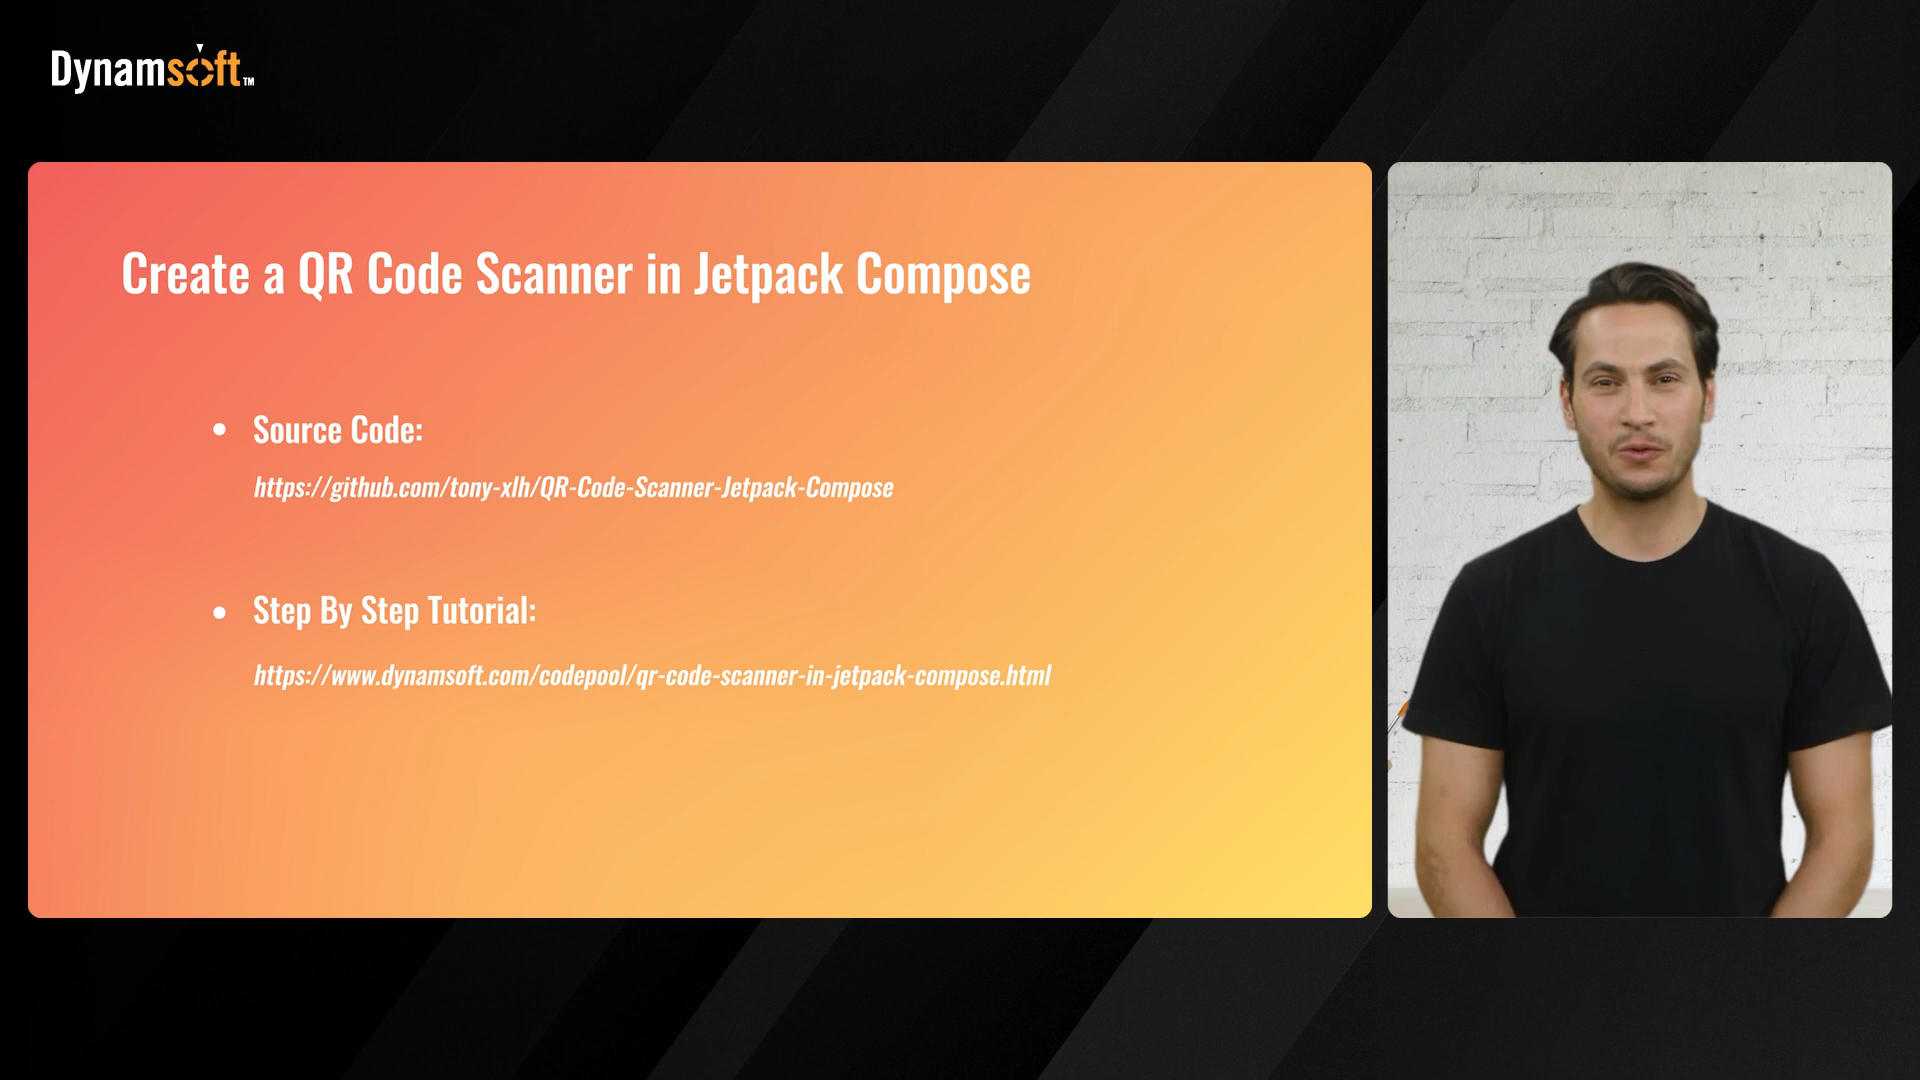 Dynamsoft™
Create a QR Code Scanner in Jetpack Compose
• Source Code:
https://github.com/tony-xlh/QR-Code-Scanner-Jetpack-Compose
• Step By Step Tutorial:
https://www.dynamsoft.com/codepool/qr-code-scanner-in-jetpack-compose.html